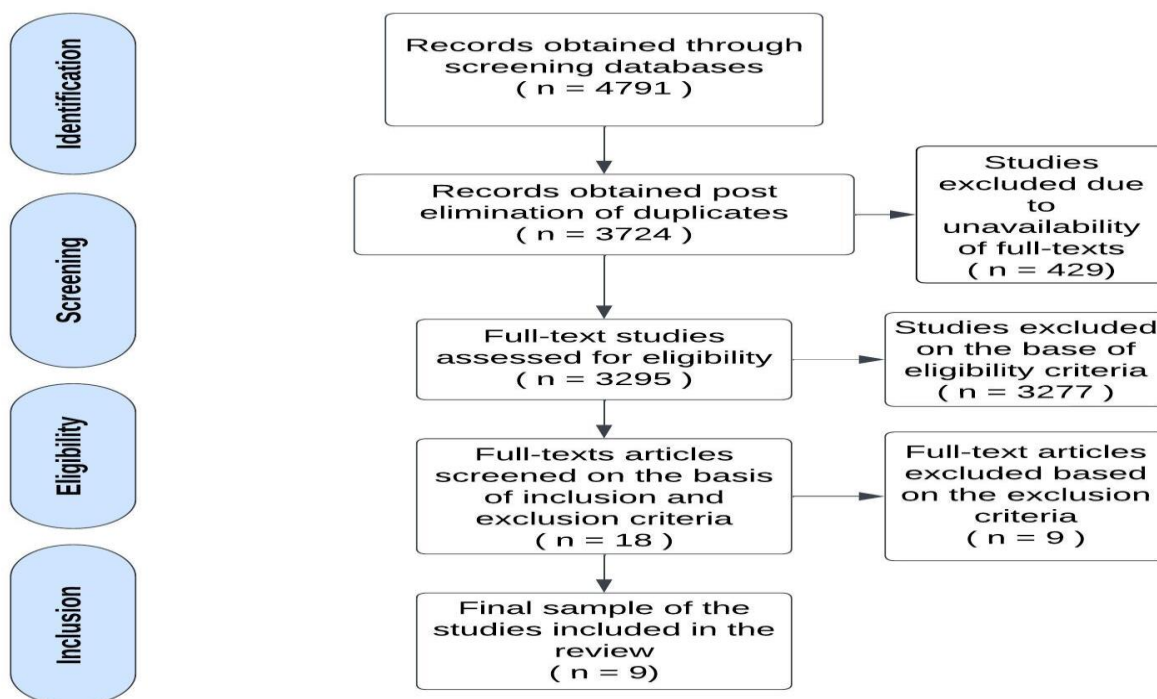 Identification
Records obtained through
screening databases
( n = 4791 )
Screening
Records obtained post
elimination of duplicates
( n = 3724 )
Studies
excluded due
to
unavailability
of full-texts
( n = 429)
Full-text studies
assessed for eligibility
( n = 3295 )
Studies excluded
on the base of
eligibility criteria
( n = 3277 )
Eligibility
Full-texts articles
screened on the basis
of inclusion and
exclusion criteria
( n = 18 )
Full-text articles
excluded based
on the exclusion
criteria
( n = 9 )
Inclusion
Final sample of the
studies included in the
review
( n = 9)